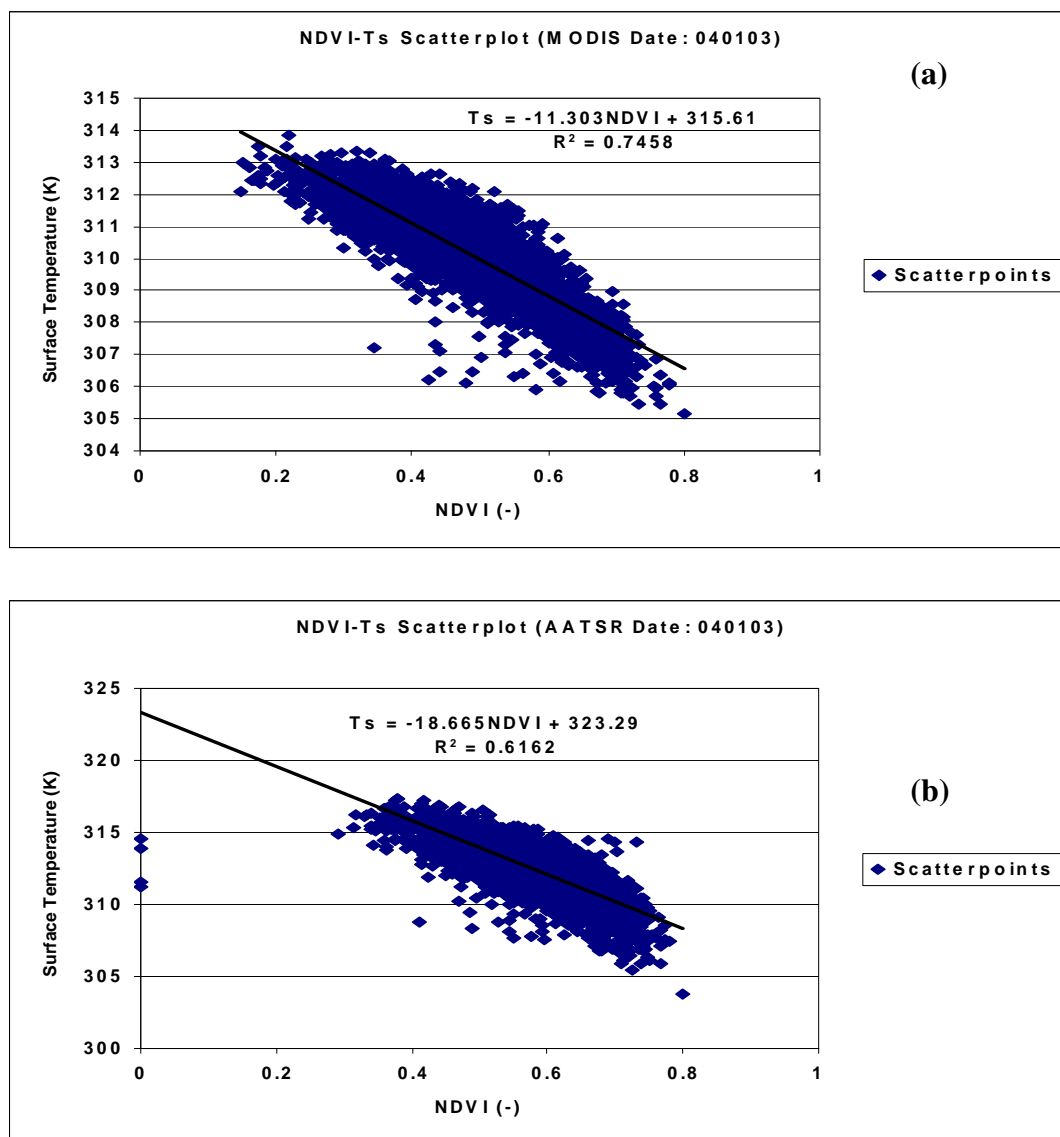 NDVI-Ts Scatterplot (MODIS Date: 040103)
(a)
Ts = -11.303NDVI + 315.61
R² = 0.7458
315
314
313
312
311
310
309
308
307
306
305
304
Surface Temperature (K)
0 0.2 0.4 0.6 0.8 1
NDVI (-)
Scatterpoints
NDVI-Ts Scatterplot (AATSR Date: 040103)
(b)
Ts = -18.665NDVI + 323.29
R² = 0.6162
325
320
315
310
305
300
Surface Temperature (K)
0 0.2 0.4 0.6 0.8 1
NDVI (-)
Scatterpoints